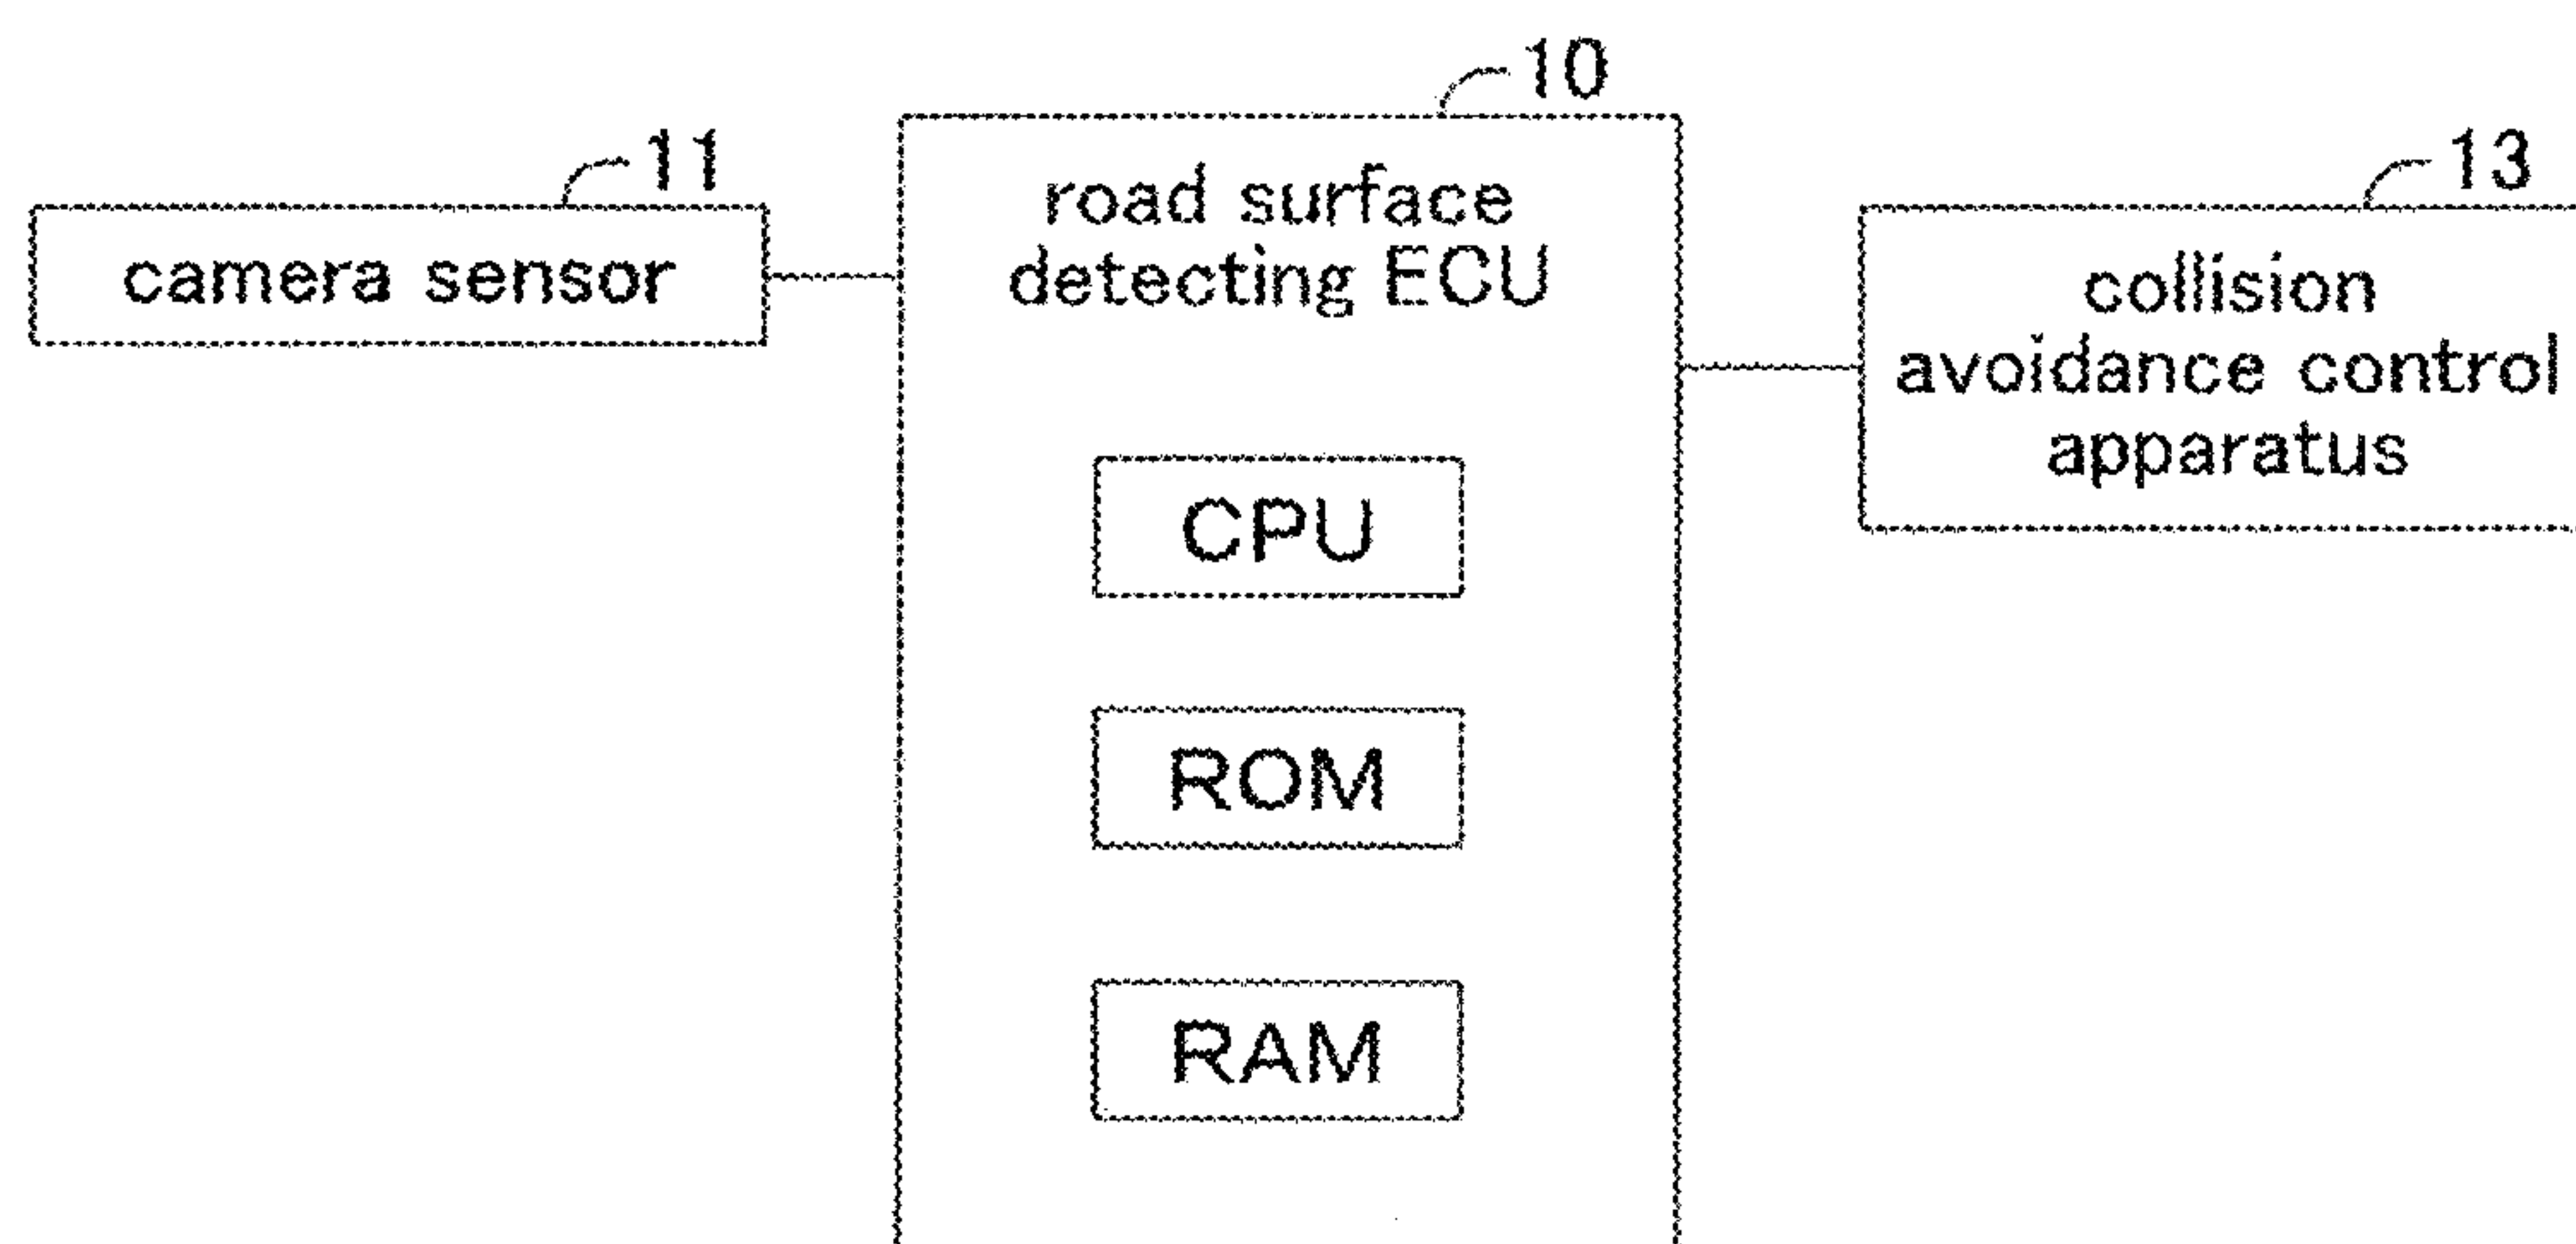 10
11
13
camera sensor
road surface
detecting ECU
collision
avoidance control
apparatus
CPU
ROM
RAM